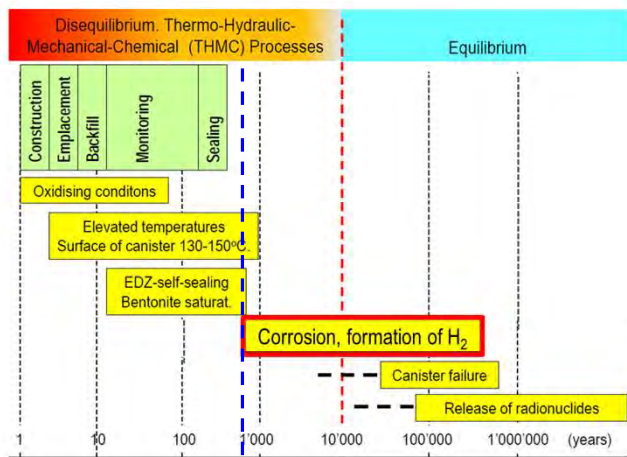 Disequilibrium. Thermo-Hydraulic-
Mechanical-Chemical (THMC) Processes
Equilibrium
Construction
Emplacement
Backfill
Monitoring
Sealing
Oxidising conditons
Elevated temperatures
Surface of canister 130-150ºC.
EDZ-self-sealing
Bentonite saturat.
Corrosion, formation of H₂
Canister failure
Release of radionuclides
1 10 100 1'000 10'000 100'000 1'000'000 (years)